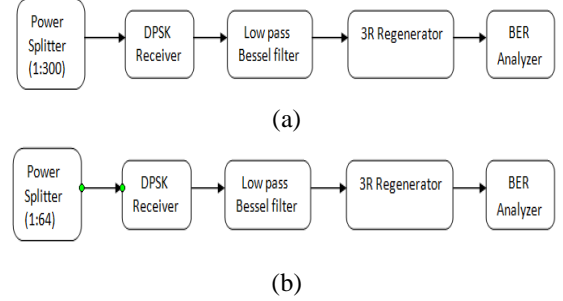 Power
Splitter
(1:300)
DPSK
Receiver
Low pass
Bessel filter
3R Regenerator
BER
Analyzer
(a)
Power
Splitter
(1:64)
DPSK
Receiver
Low pass
Bessel filter
3R Regenerator
BER
Analyzer
(b)